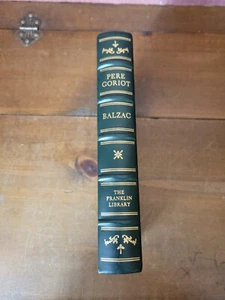 PERE
GORIOT
BALZAC
THE
FRANKLIN
LIBRARY